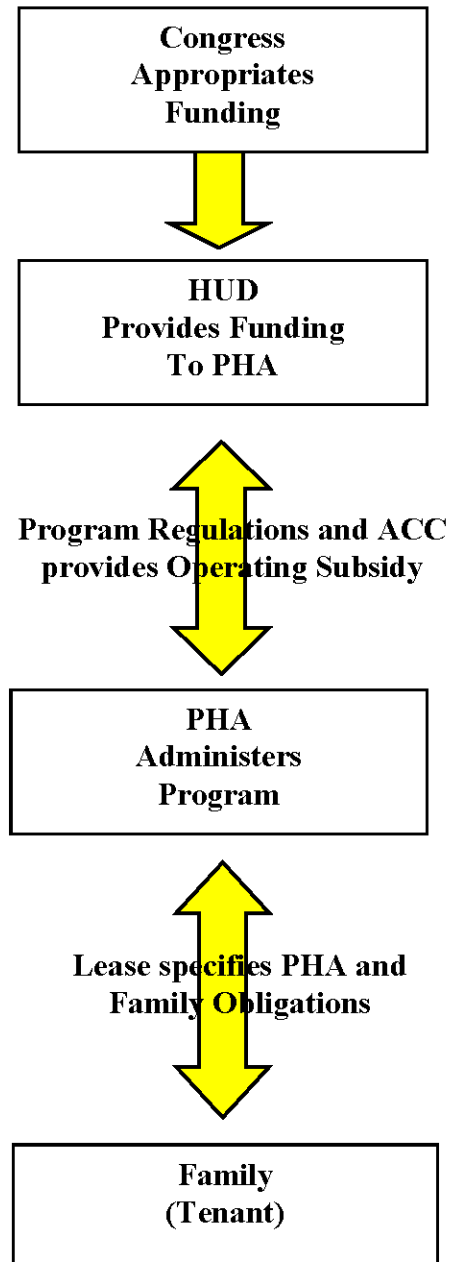 Congress
Appropriates
Funding
HUD
Provides Funding
To PHA
Program Regulations and ACC
provides Operating Subsidy
PHA
Administers
Program
Lease specifies PHA and
Family Obligations
Family
(Tenant)